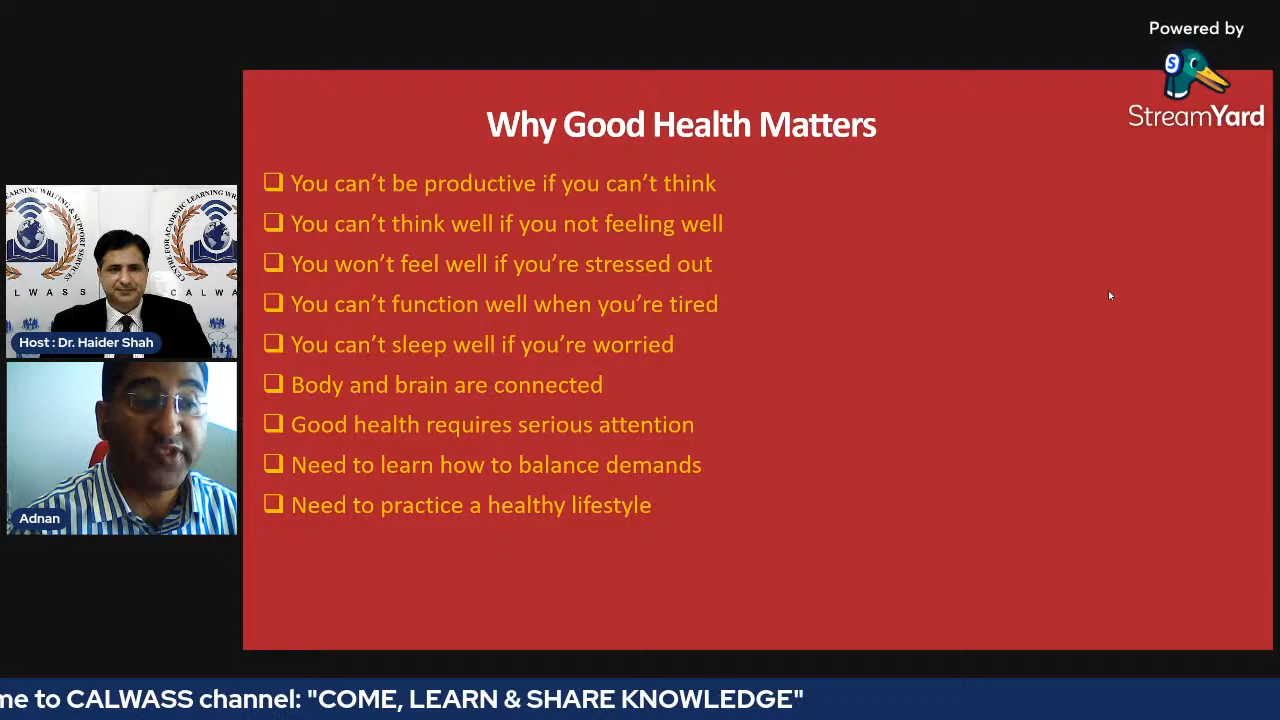 Powered by
StreamYard
Why Good Health Matters
You can't be productive if you can't think
You can't think well if you not feeling well
You won't feel well if you're stressed out
You can't function well when you're tired
You can't sleep well if you're worried
Body and brain are connected
Good health requires serious attention
Need to learn how to balance demands
Need to practice a healthy lifestyle
Host : Dr. Haider Shah
Adnan
me to CALWASS channel: "COME, LEARN & SHARE KNOWLEDGE"